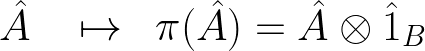 Â ↦ π(Â) = Â ⊗ 1̂_B